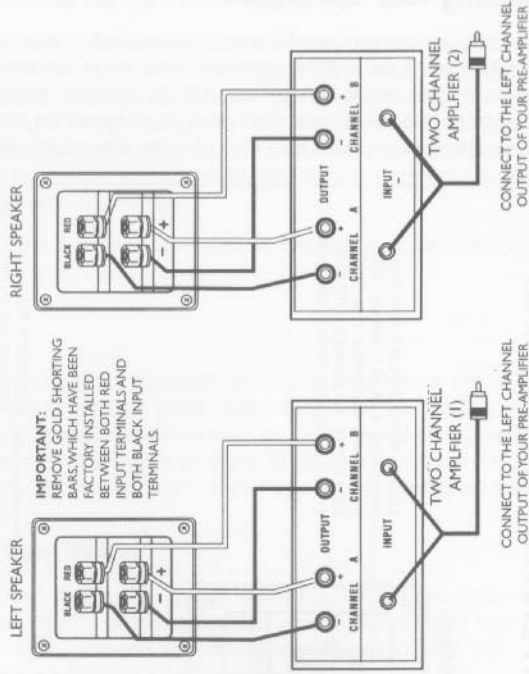 LEFT SPEAKER
IMPORTANT:
REMOVE GOLD SHORTING
BARS, WHICH HAVE BEEN
FACTORY INSTALLED
BETWEEN BOTH RED
INPUT TERMINALS AND
BOTH BLACK INPUT
TERMINALS.
BLACK RED
- +
- + - +
CHANNEL A OUTPUT CHANNEL B
INPUT
TWO CHANNEL
AMPLFIER (1)
CONNECT TO THE LEFT CHANNEL
OUTPUT OF YOUR PRE-AMPLIFIER
RIGHT SPEAKER
BLACK RED
- +
- + - +
CHANNEL A OUTPUT CHANNEL B
INPUT
TWO CHANNEL
AMPLFIER (2)
CONNECT TO THE LEFT CHANNEL
OUTPUT OF YOUR PRE-AMPLIFIER